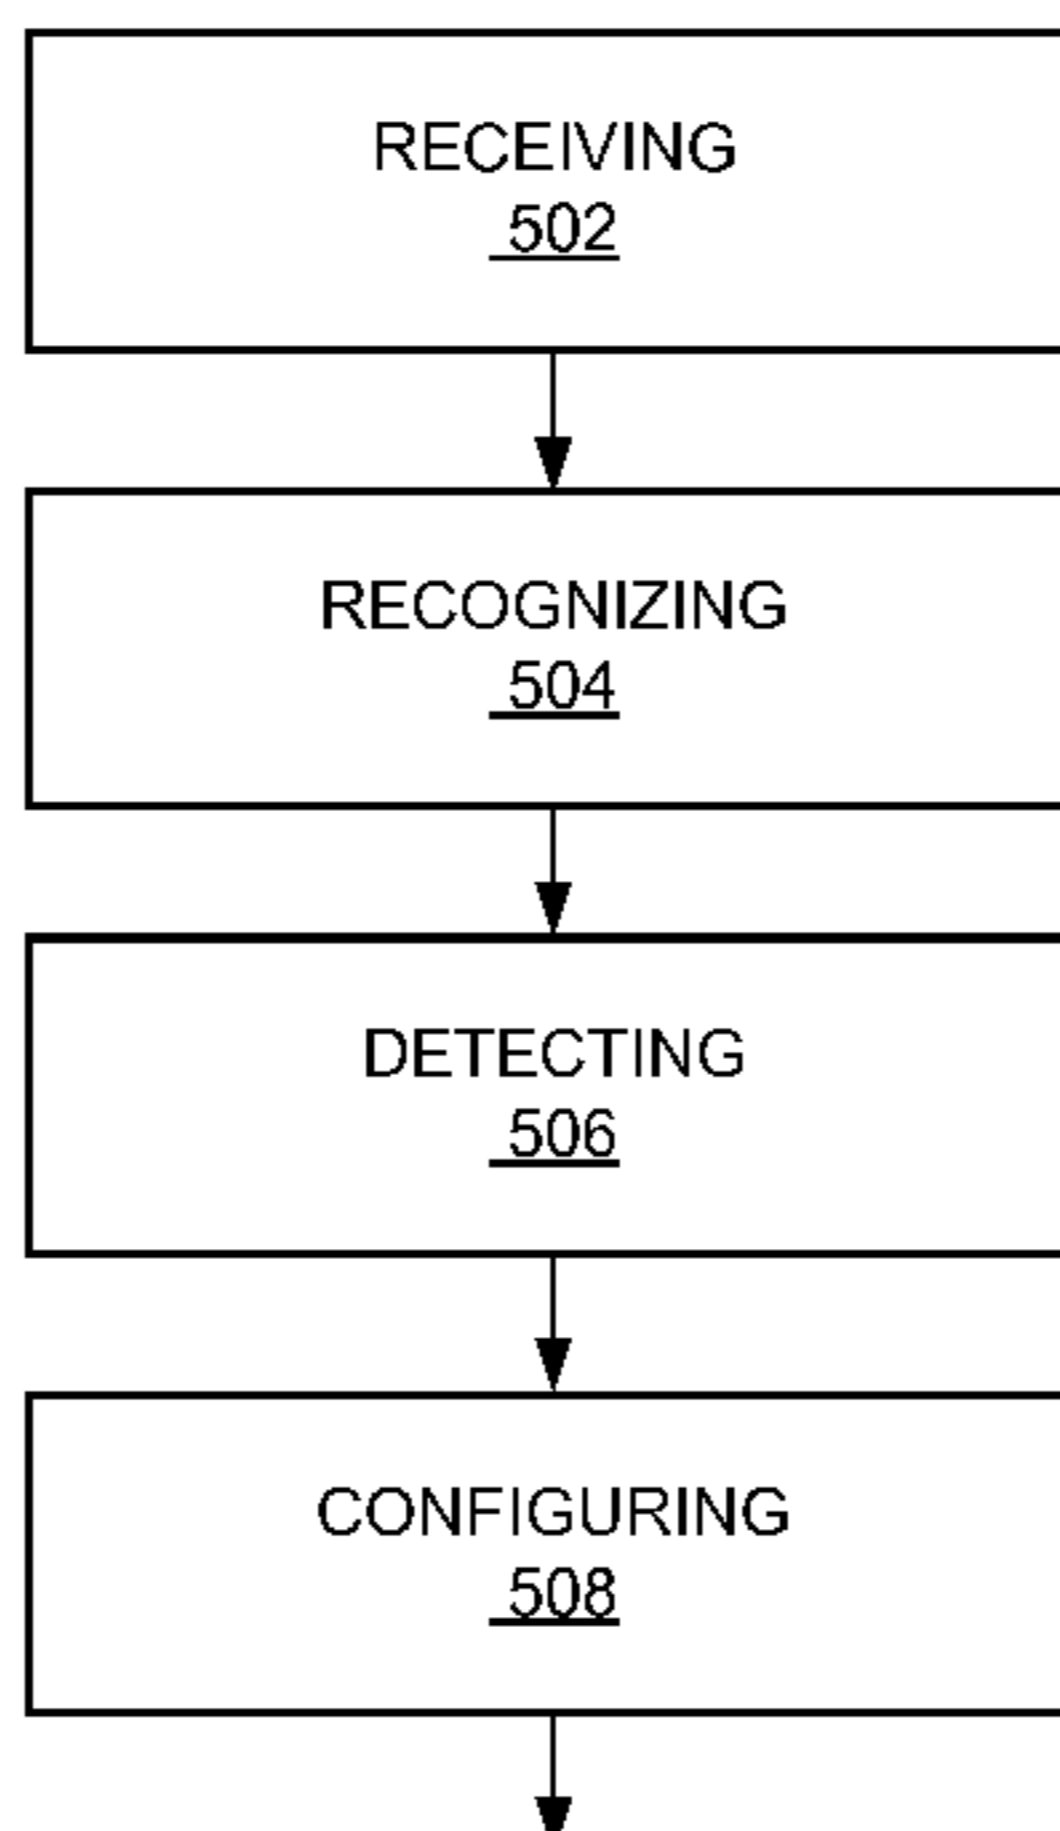 RECEIVING
502
RECOGNIZING
504
DETECTING
506
CONFIGURING
508